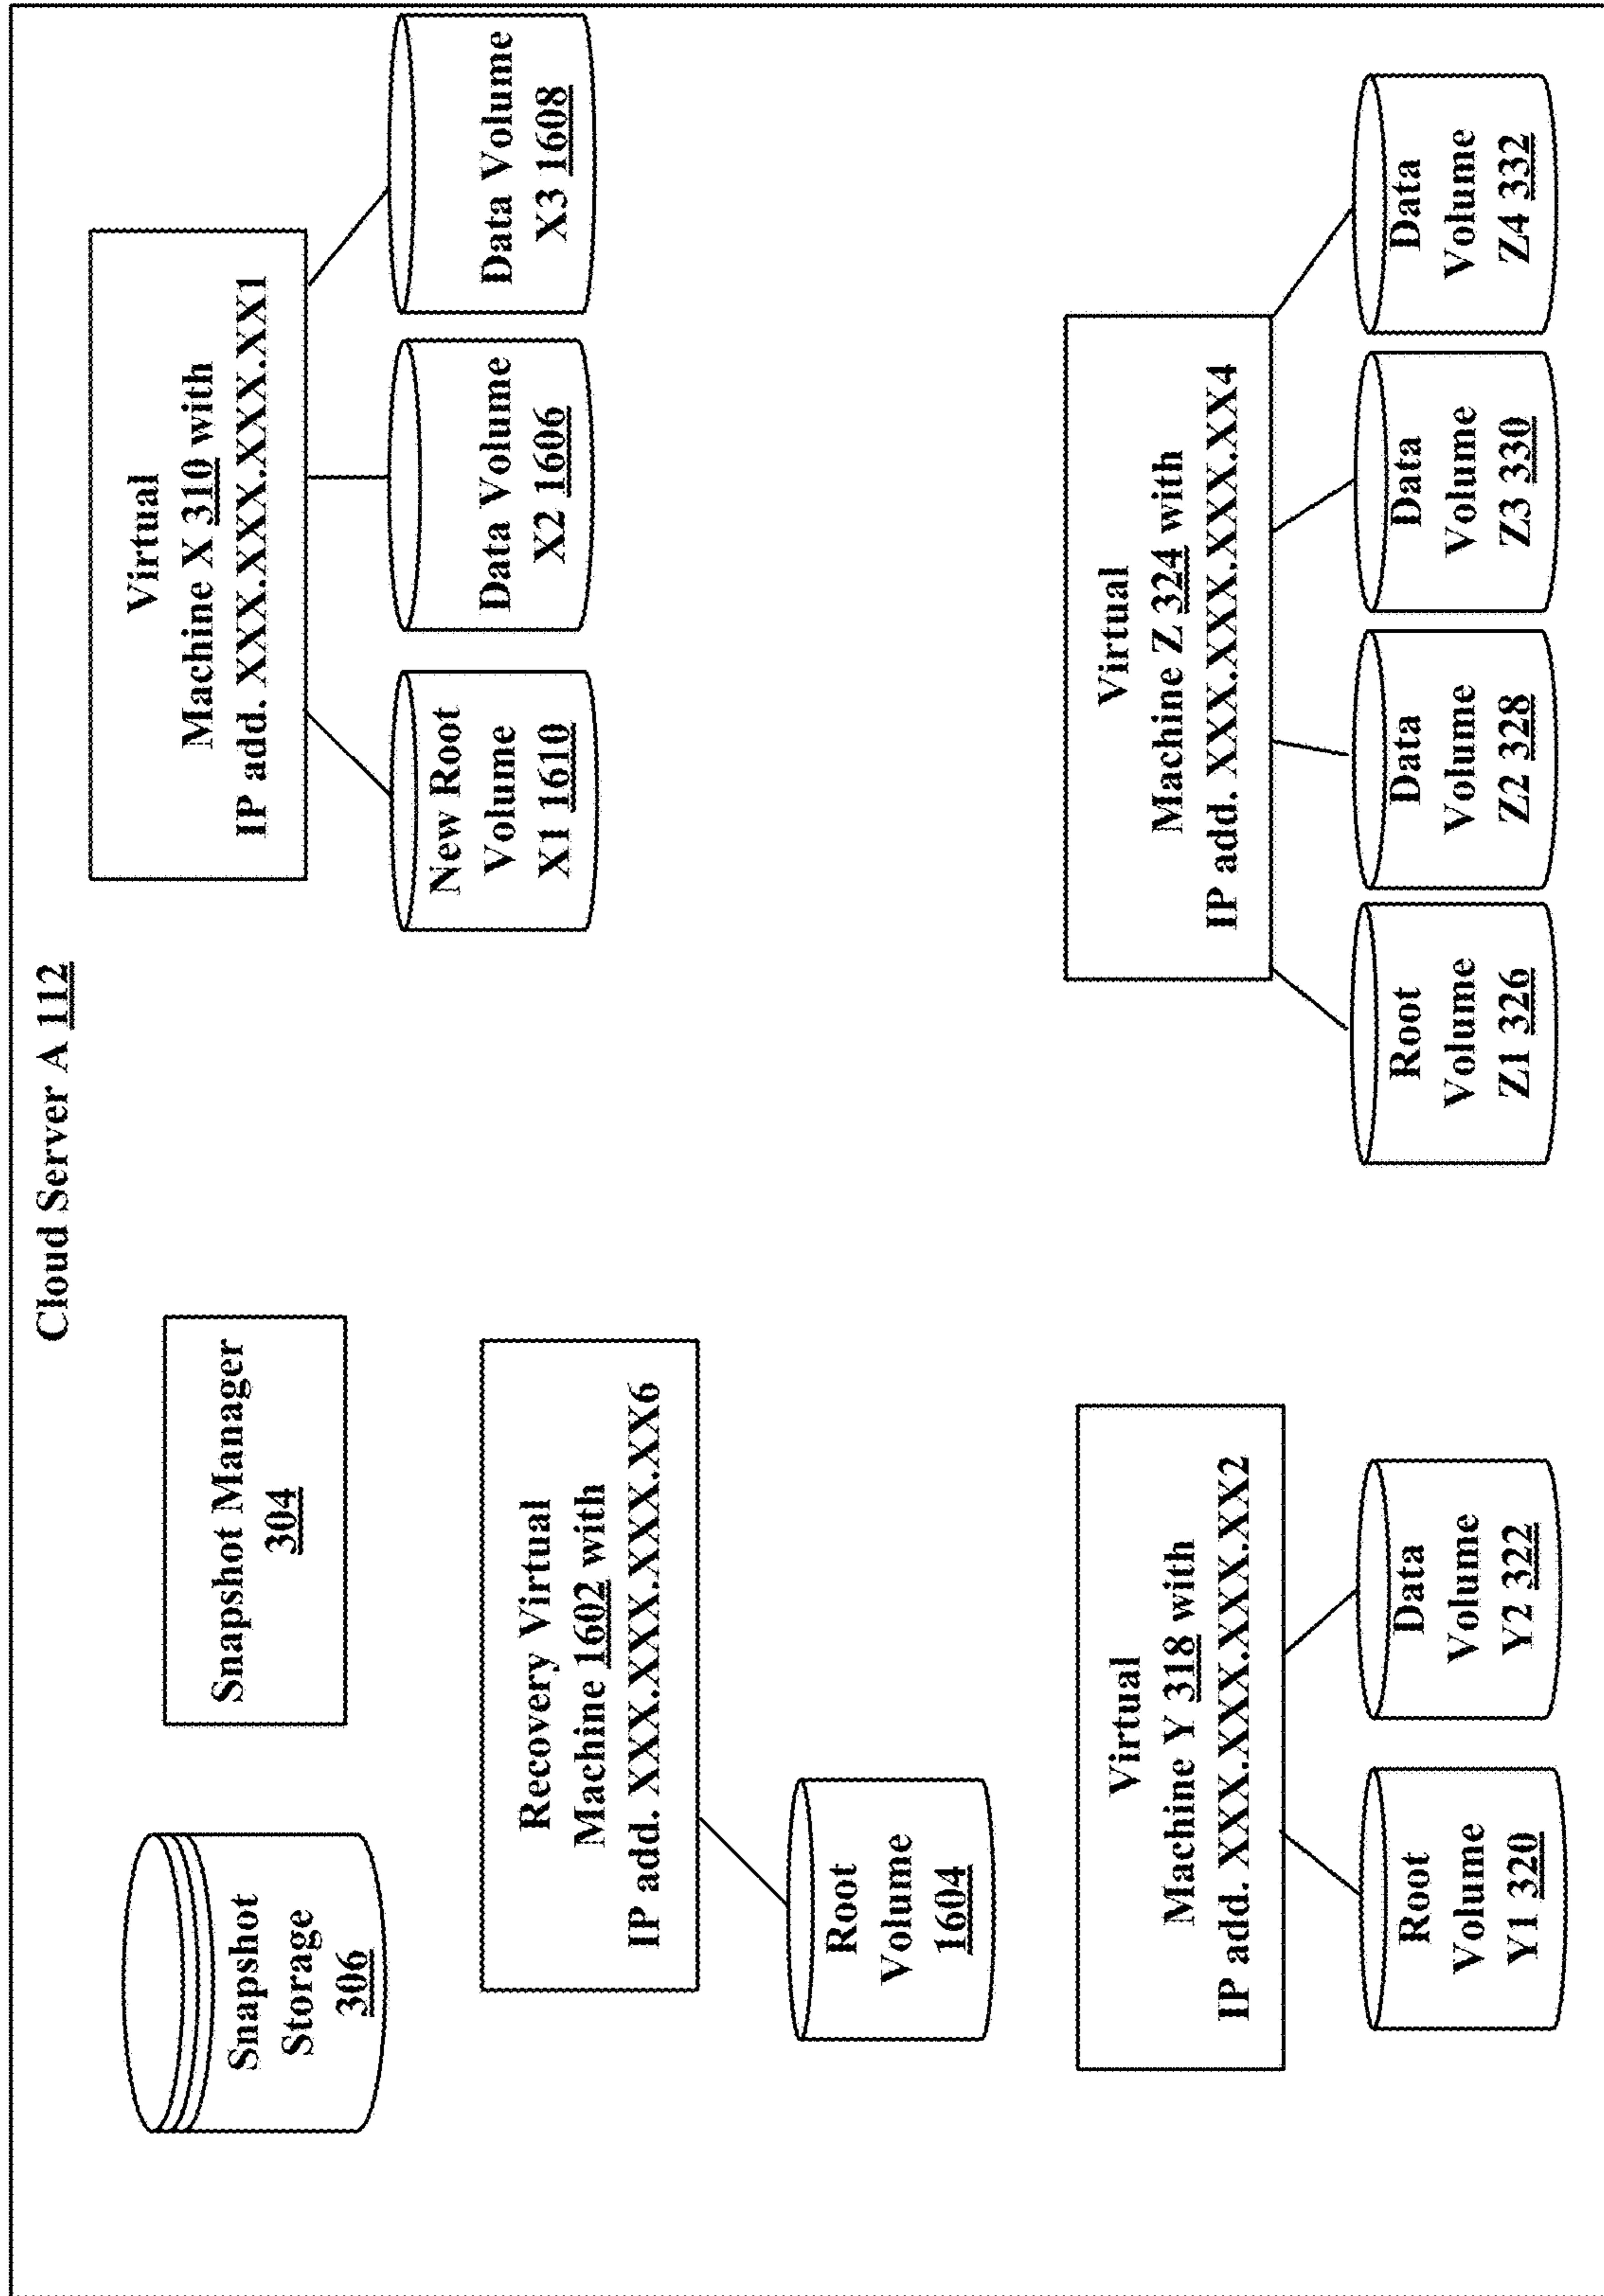 Cloud Server A 112
Snapshot
Storage
306
Snapshot Manager
304
Virtual
Machine X 310 with
IP add. XXX.XXX.XXX.XX1
New Root
Volume
X1 1610
Data Volume
X2 1606
Data Volume
X3 1608
Recovery Virtual
Machine 1602 with
IP add. XXX.XXX.XXX.XX6
Root
Volume
1604
Virtual
Machine Y 318 with
IP add. XXX.XXX.XXX.XX2
Root
Volume
Y1 320
Data
Volume
Y2 322
Virtual
Machine Z 324 with
IP add. XXX.XXX.XXX.XX4
Root
Volume
Z1 326
Data
Volume
Z2 328
Data
Volume
Z3 330
Data
Volume
Z4 332